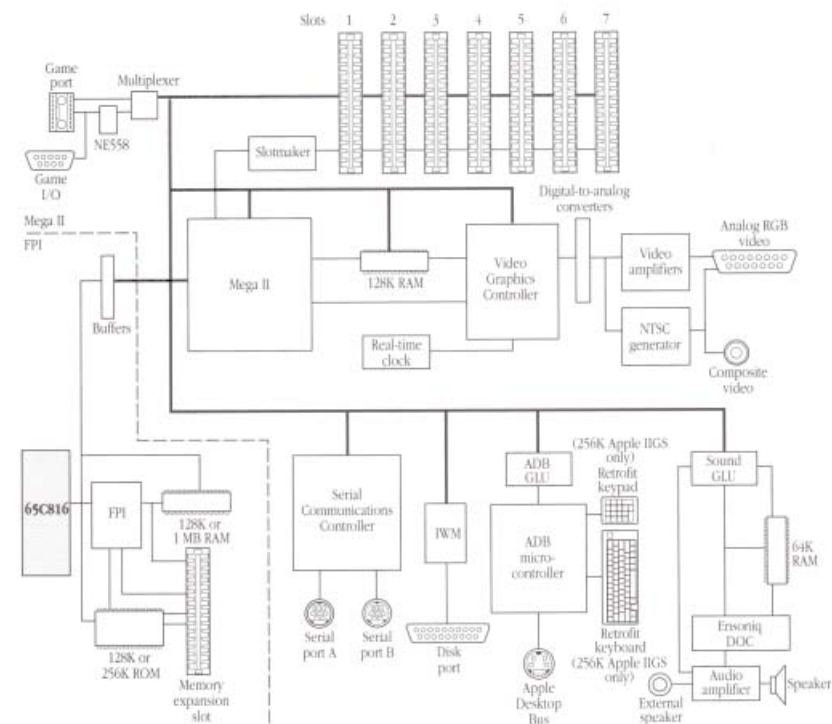 Slots 1 2 3 4 5 6 7
Game
port
Multiplexer
NE558
Game
I/O
Slotmaker
Mega II
FPI
Digital-to-analog
converters
Analog RGB
video
Mega II
128K RAM
Video
Graphics
Controller
Video
amplifiers
Buffers
Real-time
clock
NTSC
generator
Composite
video
65C816
FPI
128K or
1 MB RAM
128K or
256K ROM
Memory
expansion
slot
Serial
Communications
Controller
Serial
port A
Serial
port B
IWM
Disk
port
ADB
GLU
(256K Apple IIGS
only)
Retrofit
keypad
ADB
micro-
controller
Retrofit
keyboard
(256K Apple IIGS
only)
Apple
Desktop
Bus
Sound
GLU
64K
RAM
Ensoniq
DOC
Audio
amplifier
Speaker
External
speaker